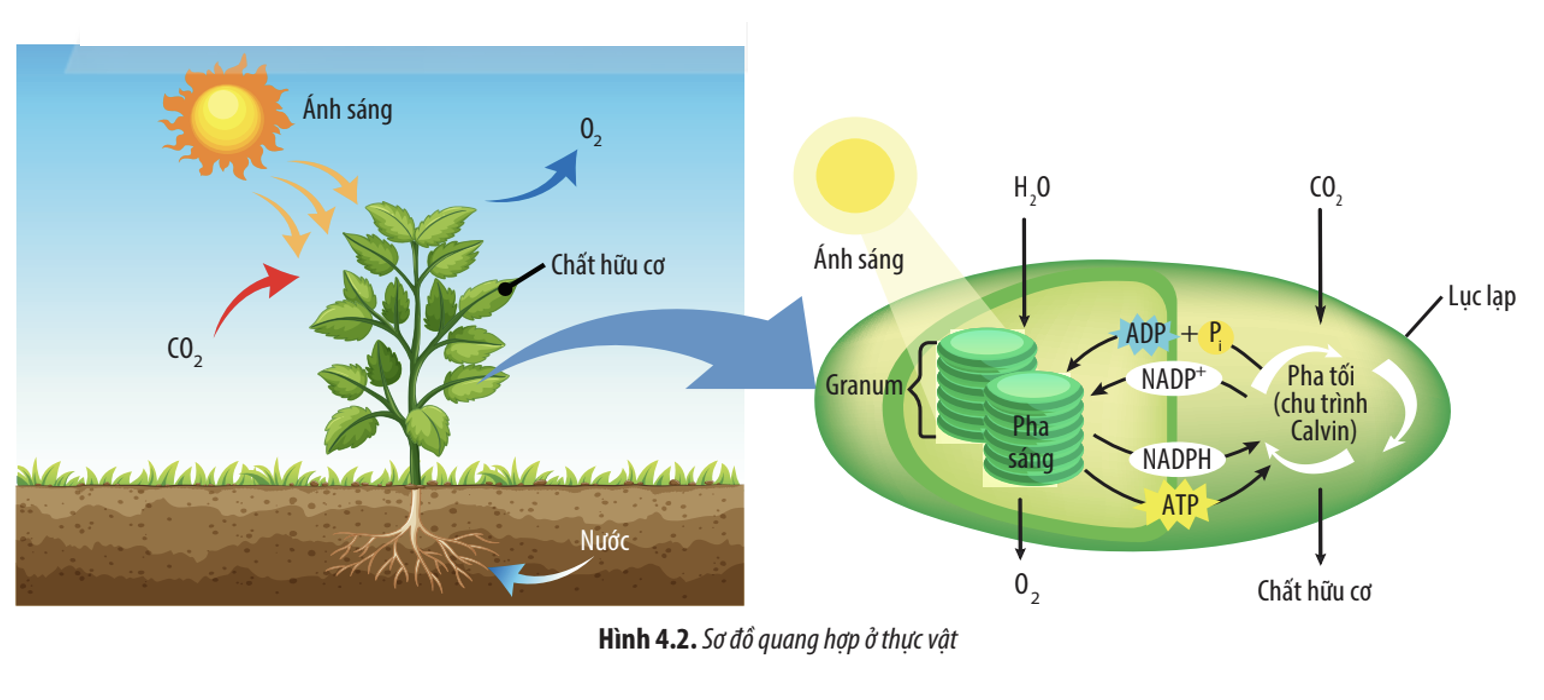 Ánh sáng
O₂
Chất hữu cơ
CO₂
Nước
Ánh sáng
H₂O
CO₂
Lục lạp
Granum
Pha
sáng
ADP + Pᵢ
NADP⁺
NADPH
ATP
Pha tối
(chu trình
Calvin)
O₂
Chất hữu cơ
Hình 4.2. Sơ đồ quang hợp ở thực vật